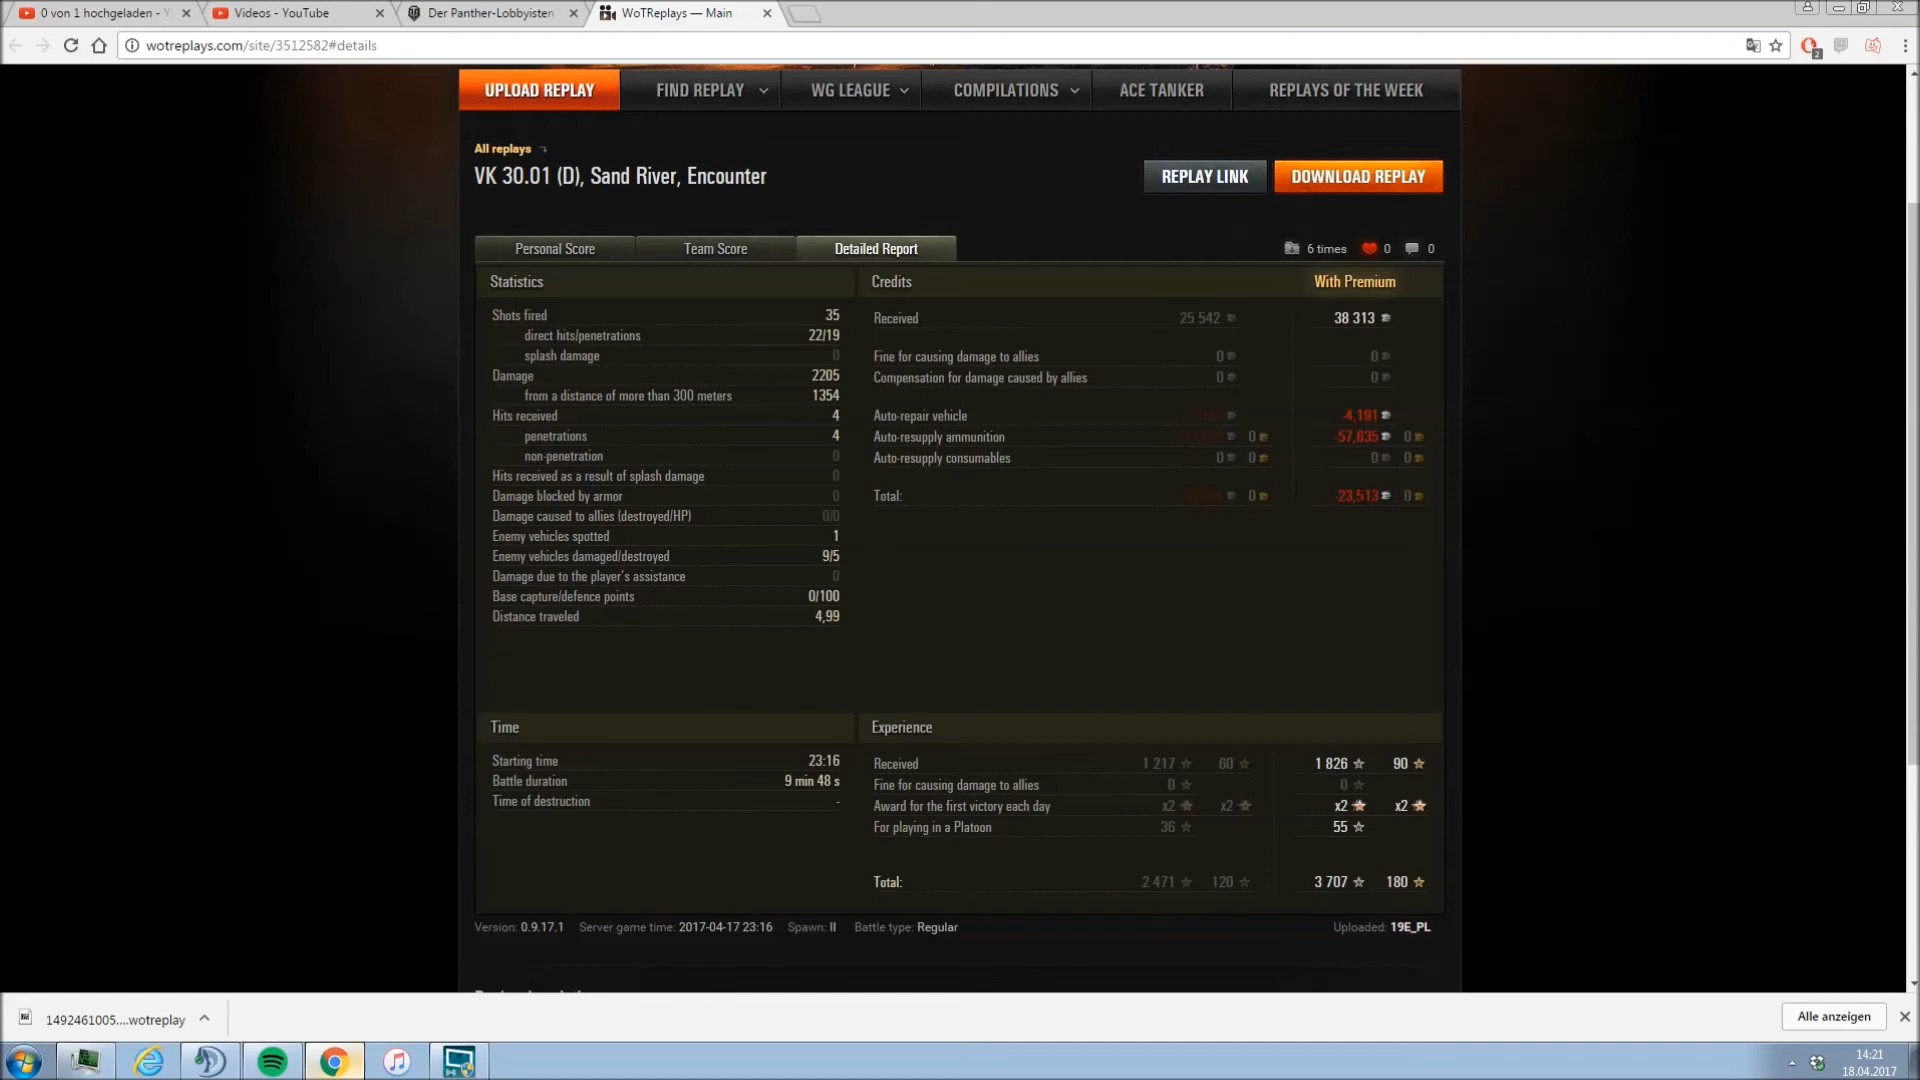 0 von 1 hochgeladen - Y
Videos - YouTube
Der Panther-Lobbyisten
WoTReplays — Main
wotreplays.com/site/3512582#details
2
UPLOAD REPLAY
FIND REPLAY
WG LEAGUE
COMPILATIONS
ACE TANKER
REPLAYS OF THE WEEK
All replays
VK 30.01 (D), Sand River, Encounter
REPLAY LINK
DOWNLOAD REPLAY
Personal Score
Team Score
Detailed Report
6 times
0
0
Statistics
Shots fired 35
direct hits/penetrations 22/19
splash damage 0
Damage 2205
from a distance of more than 300 meters 1354
Hits received 4
penetrations 4
non-penetration 0
Hits received as a result of splash damage 0
Damage blocked by armor 0
Damage caused to allies (destroyed/HP) 0/0
Enemy vehicles spotted 1
Enemy vehicles damaged/destroyed 9/5
Damage due to the player's assistance 0
Base capture/defence points 0/100
Distance traveled 4,99
Credits With Premium
Received 25 542 38 313
Fine for causing damage to allies 0 0
Compensation for damage caused by allies 0 0
Auto-repair vehicle -4,191
Auto-resupply ammunition 0 -57,635 0
Auto-resupply consumables 0 0 0 0
Total: 0 -23,513 0
Time
Starting time 23:16
Battle duration 9 min 48 s
Time of destruction -
Experience
Received 1 217 60 1 826 90
Fine for causing damage to allies 0 0
Award for the first victory each day x2 x2 x2 x2
For playing in a Platoon 36 55
Total: 2 471 120 3 707 180
Version: 0.9.17.1 Server game time: 2017-04-17 23:16 Spawn: II Battle type: Regular
Uploaded: 19E_PL
1492461005....wotreplay
Alle anzeigen
14:21
18.04.2017